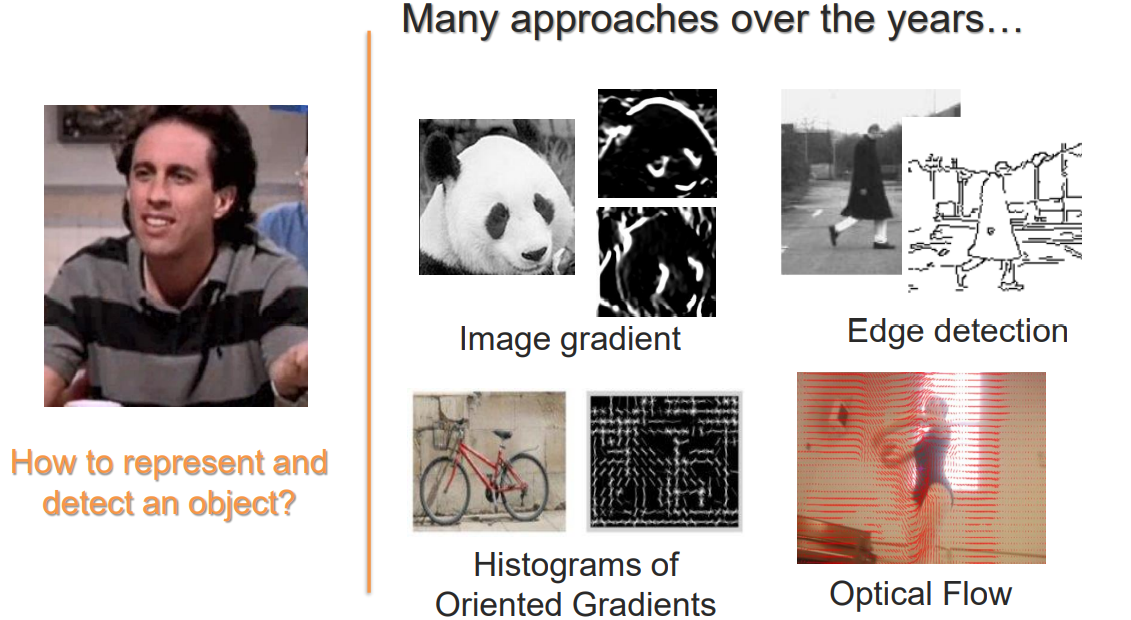 Many approaches over the years…
Image gradient
Edge detection
How to represent and
detect an object?
Histograms of
Oriented Gradients
Optical Flow